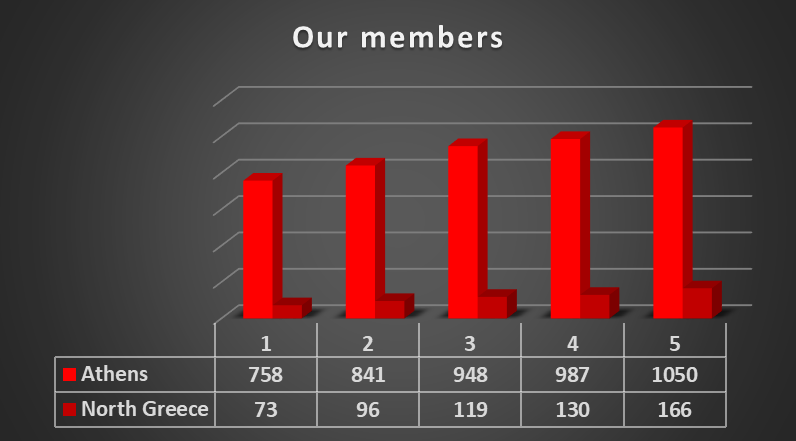 Our members
1 2 3 4 5
Athens 758 841 948 987 1050
North Greece 73 96 119 130 166